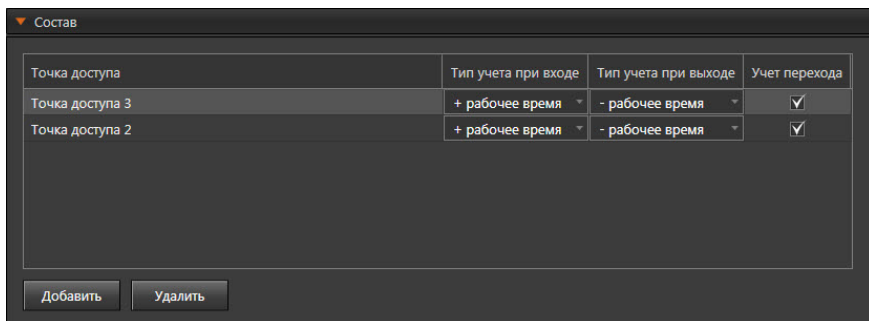 Состав
Точка доступа Тип учета при входе Тип учета при выходе Учет перехода
Точка доступа 3 + рабочее время - рабочее время
Точка доступа 2 + рабочее время - рабочее время
Добавить Удалить